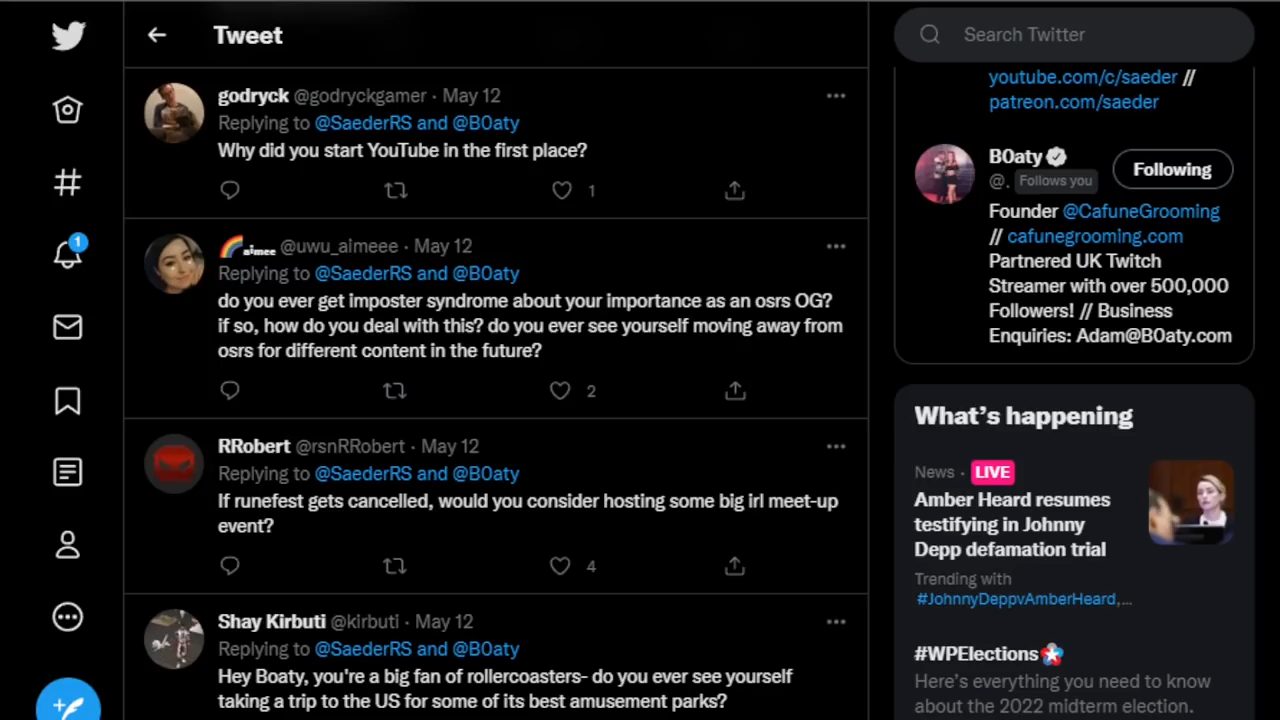 Tweet
godryck @godryckgamer · May 12
Replying to @SaederRS and @B0aty
Why did you start YouTube in the first place?
1
🌈aimee @uwu_aimeee · May 12
Replying to @SaederRS and @B0aty
do you ever get imposter syndrome about your importance as an osrs OG?
if so, how do you deal with this? do you ever see yourself moving away from
osrs for different content in the future?
2
RRobert @rsnRRobert · May 12
Replying to @SaederRS and @B0aty
If runefest gets cancelled, would you consider hosting some big irl meet-up
event?
4
Shay Kirbuti @kirbuti · May 12
Replying to @SaederRS and @B0aty
Hey Boaty, you're a big fan of rollercoasters- do you ever see yourself
taking a trip to the US for some of its best amusement parks?
1
Search Twitter
youtube.com/c/saeder //
patreon.com/saeder
B0aty
@. Follows you
Following
Founder @CafuneGrooming
// cafunegrooming.com
Partnered UK Twitch
Streamer with over 500,000
Followers! // Business
Enquiries: Adam@B0aty.com
What's happening
News · LIVE
Amber Heard resumes
testifying in Johnny
Depp defamation trial
Trending with
#JohnnyDeppvAmberHeard,...
#WPElections
Here's everything you need to know
about the 2022 midterm election.